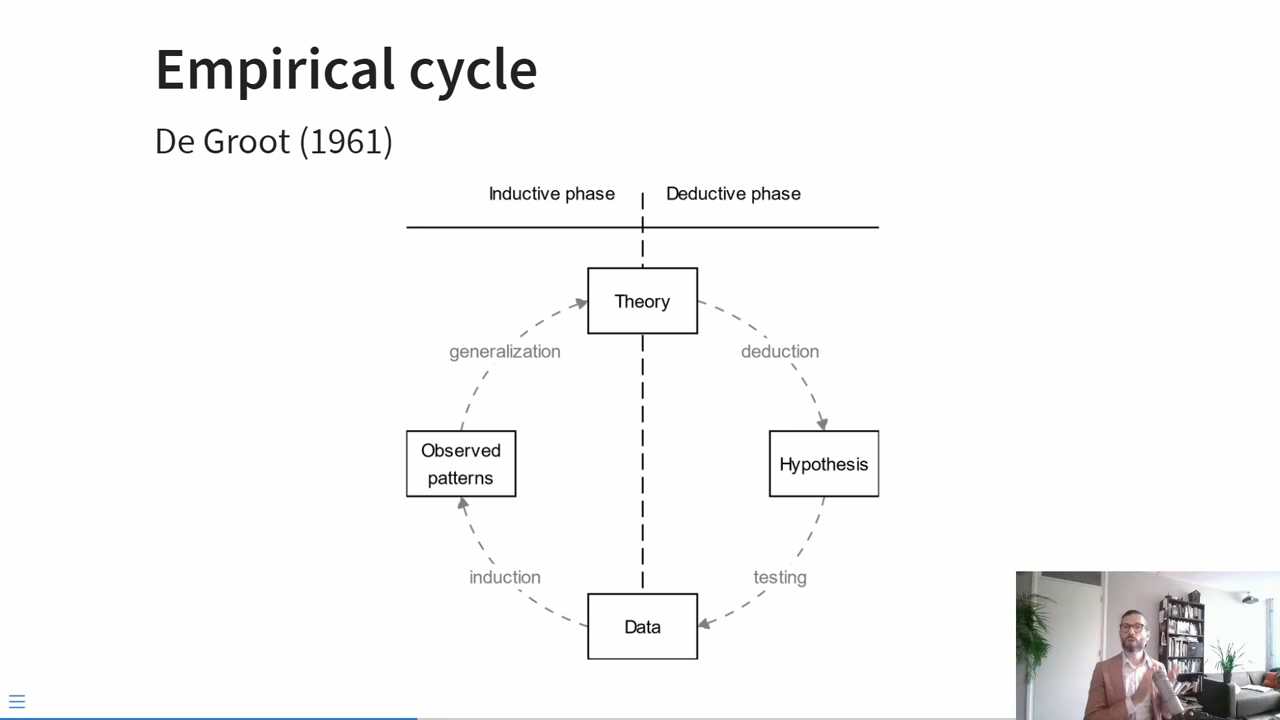 Empirical cycle
De Groot (1961)
Inductive phase
Deductive phase
Theory
generalization
deduction
Observed
patterns
Hypothesis
induction
testing
Data